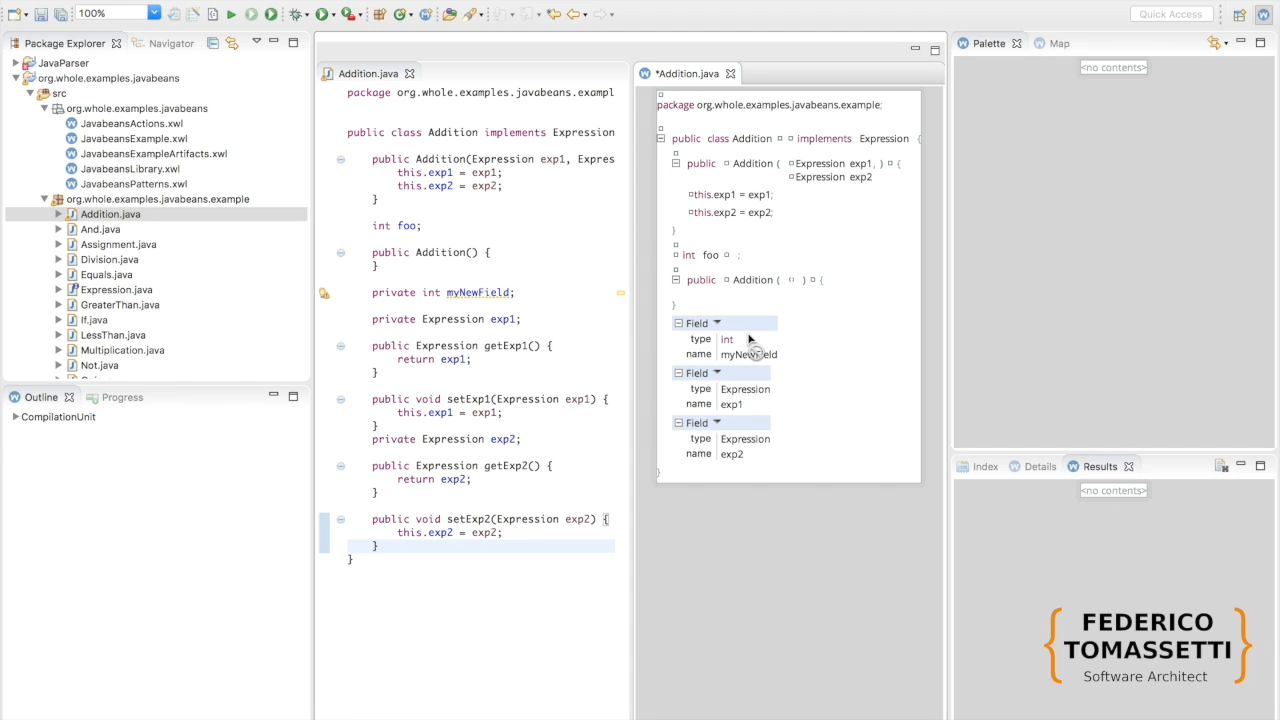 100%
Quick Access
Package Explorer
Navigator
JavaParser
org.whole.examples.javabeans
src
org.whole.examples.javabeans
JavabeansActions.xwl
JavabeansExample.xwl
JavabeansExampleArtifacts.xwl
JavabeansLibrary.xwl
JavabeansPatterns.xwl
org.whole.examples.javabeans.example
Addition.java
And.java
Assignment.java
Division.java
Equals.java
Expression.java
GreaterThan.java
If.java
LessThan.java
Multiplication.java
Not.java
Outline
Progress
CompilationUnit
Addition.java
package org.whole.examples.javabeans.exampl
public class Addition implements Expression
public Addition(Expression exp1, Expres
this.exp1 = exp1;
this.exp2 = exp2;
}
int foo;
public Addition() {
}
private int myNewField;
private Expression exp1;
public Expression getExp1() {
return exp1;
}
public void setExp1(Expression exp1) {
this.exp1 = exp1;
}
private Expression exp2;
public Expression getExp2() {
return exp2;
}
public void setExp2(Expression exp2) {
this.exp2 = exp2;
}
}
*Addition.java
package org.whole.examples.javabeans.example;
public class Addition implements Expression {
public Addition ( Expression exp1, ) {
Expression exp2
this.exp1 = exp1;
this.exp2 = exp2;
}
int foo ;
public Addition ( ) {
}
Field
type int
name myNewField
Field
type Expression
name exp1
Field
type Expression
name exp2
}
Palette
Map
<no contents>
Index
Details
Results
<no contents>
{ FEDERICO
TOMASSETTI }
Software Architect